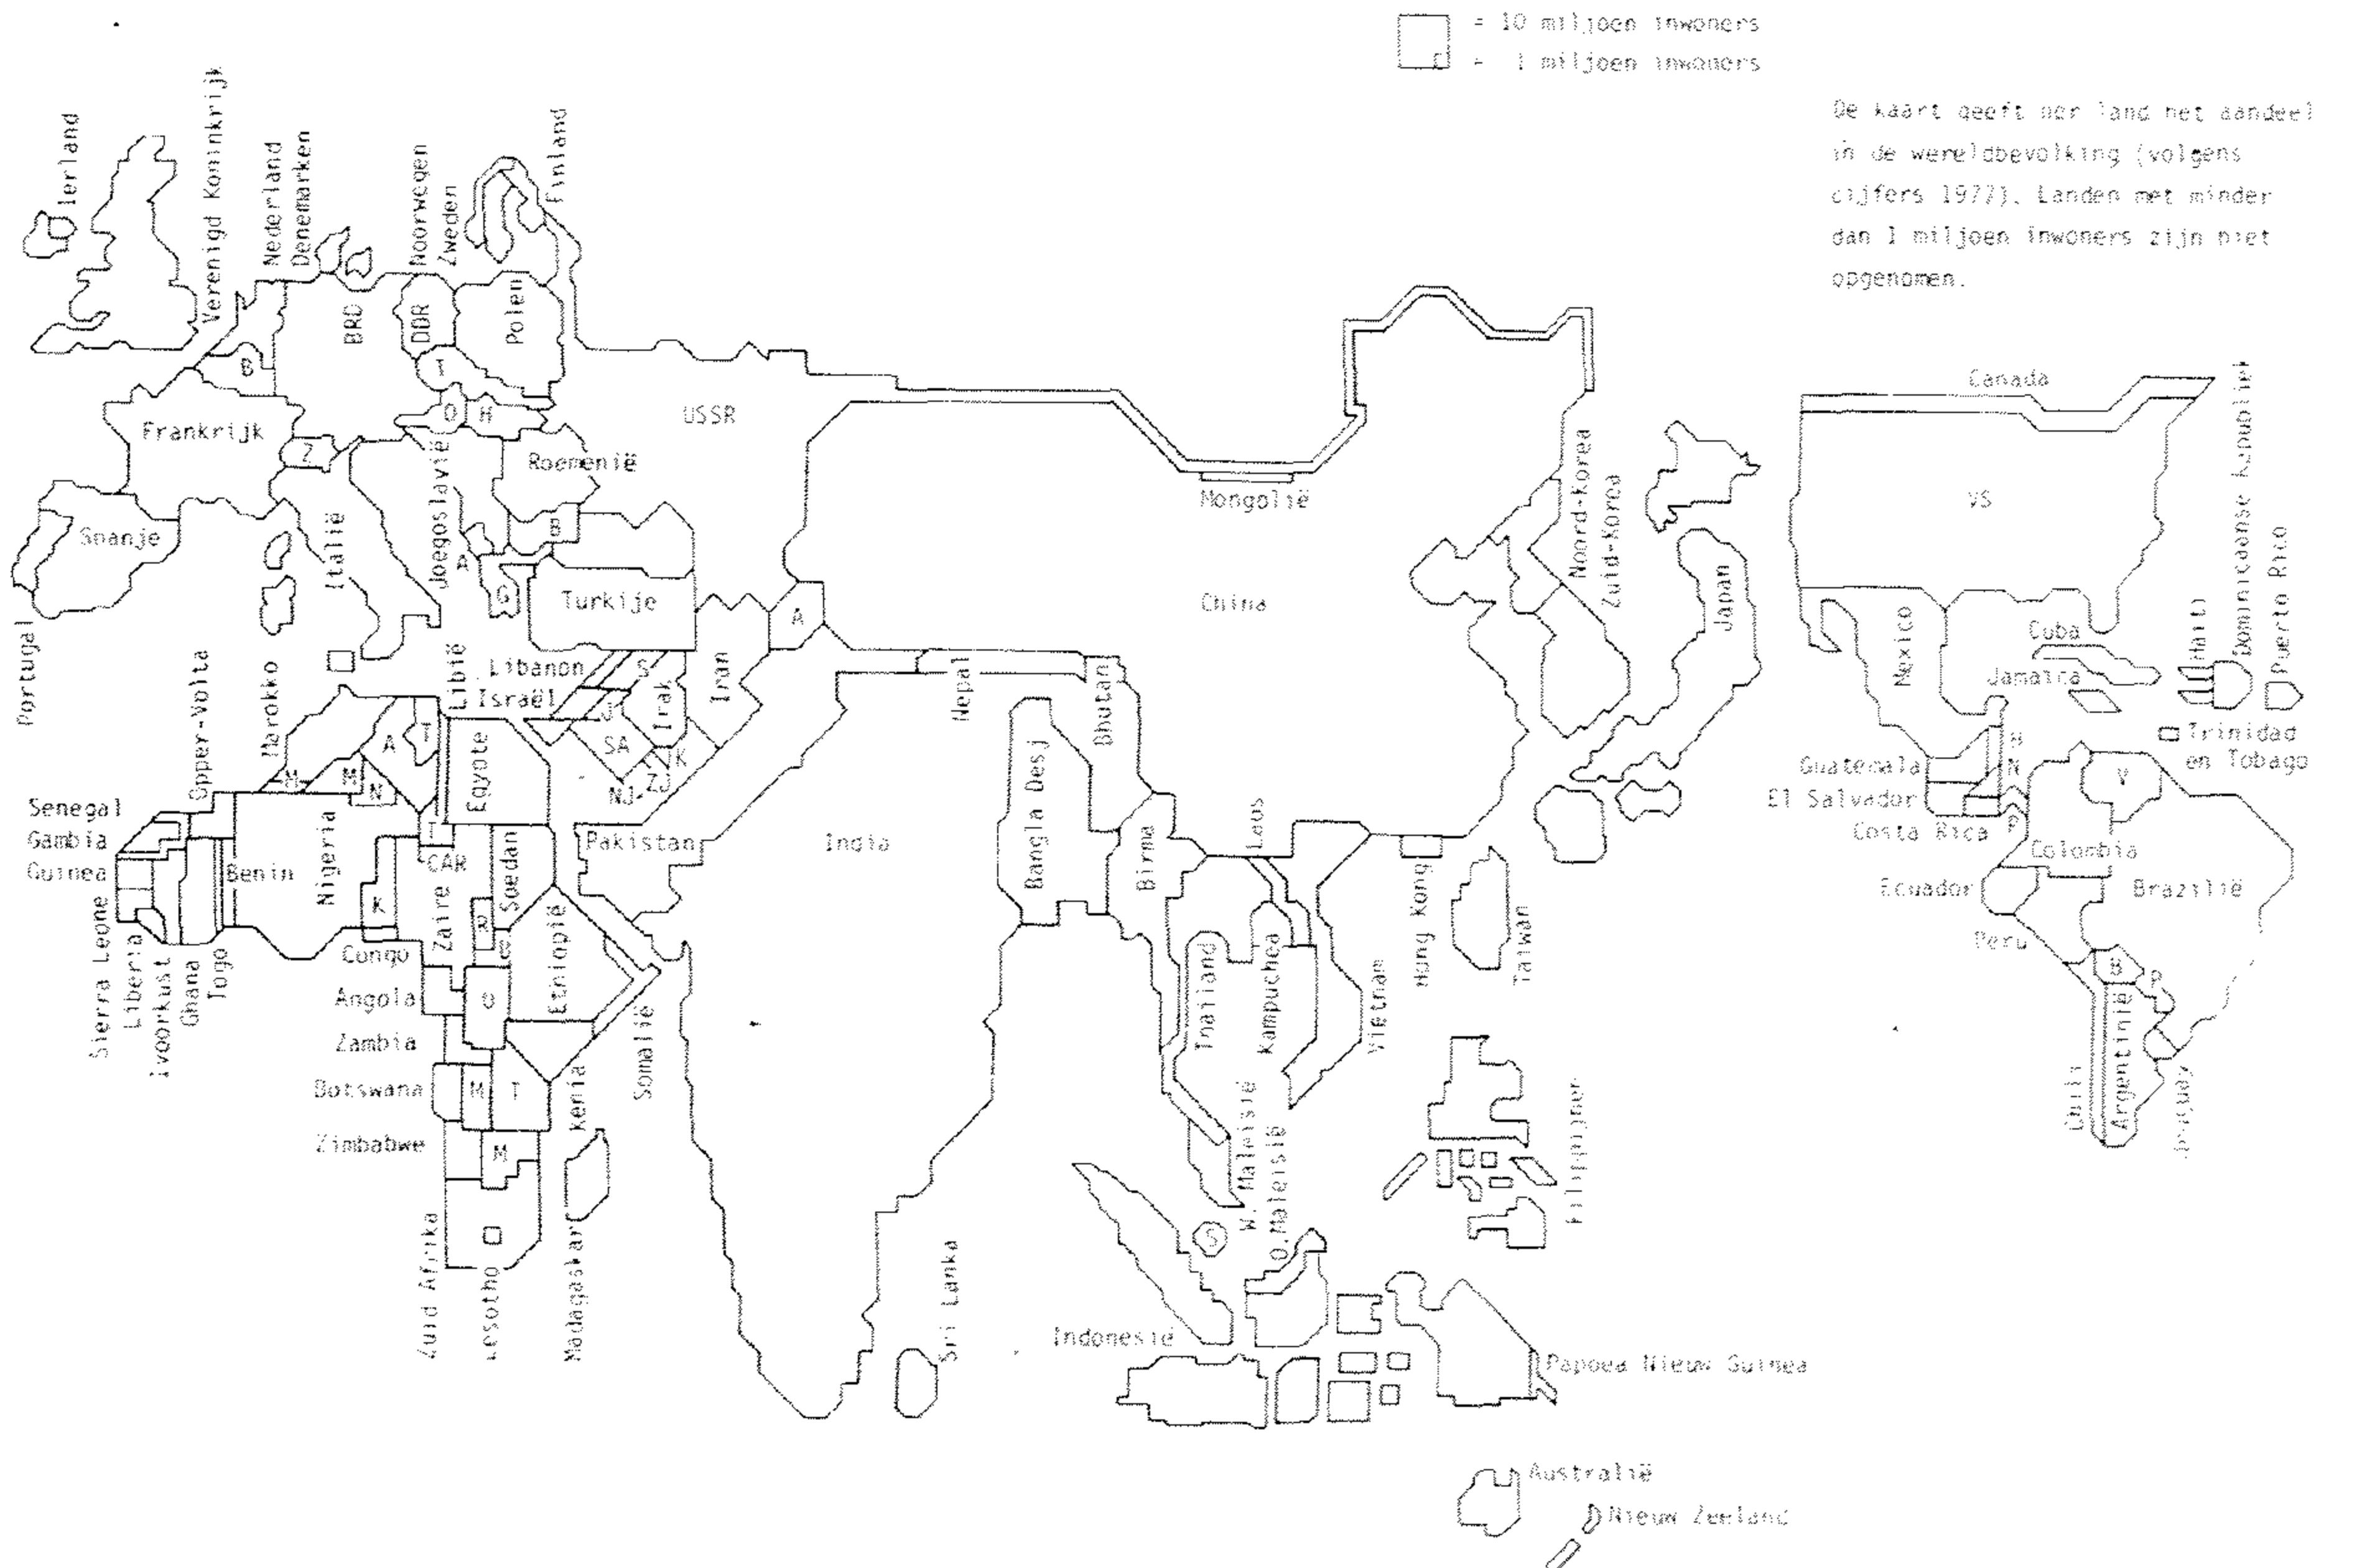 = 10 miljoen inwoners
= 1 miljoen inwoners
De kaart geeft per land het aandeel
in de wereldbevolking (volgens
cijfers 1977). Landen met minder
dan 1 miljoen inwoners zijn niet
opgenomen.
Ierland
Verenigd Koninkrijk
Nederland
Denemarken
Noorwegen
Zweden
Finland
BRD
DDR
Polen
B
T
O
H
Frankrijk
Z
USSR
Joegoslavië
Roemenië
Spanje
Italië
B
A
G
Turkije
Portugal
Mongolië
China
Noord-Korea
Zuid-Korea
Japan
Canada
VS
Mexico
Cuba
Jamaica
Haïti
Dominicaanse Republiek
Puerto Rico
Trinidad
en Tobago
Guatemala
El Salvador
Costa Rica
H
N
P
V
Colombia
Ecuador
Brazilië
Peru
B
P
Chili
Argentinië
Uruguay
Opper-Volta
Marokko
Libië
Libanon
Israël
S
J
Irak
Iran
A
SA
K
ZJ
NJ
A
T
M
M
N
Egypte
Senegal
Gambia
Guinea
Benin
Nigeria
T
CAR
K
Zaire
Soedan
Pakistan
India
Nepal
Bhutan
Bangla Desj
Birma
Laos
Sierra Leone
Liberia
Ivoorkust
Ghana
Togo
Congo
R
B
Ethiopië
Angola
O
Zambia
Botswana
M
T
Kenia
Somalië
Zimbabwe
M
Zuid Afrika
Lesotho
Madagaskar
Sri Lanka
Thailand
Kampuchea
Vietnam
Hong Kong
Taiwan
W. Maleisië
O.Maleisië
S
Filippijnen
Indonesië
Papoea Nieuw Guinea
Australië
Nieuw Zeeland